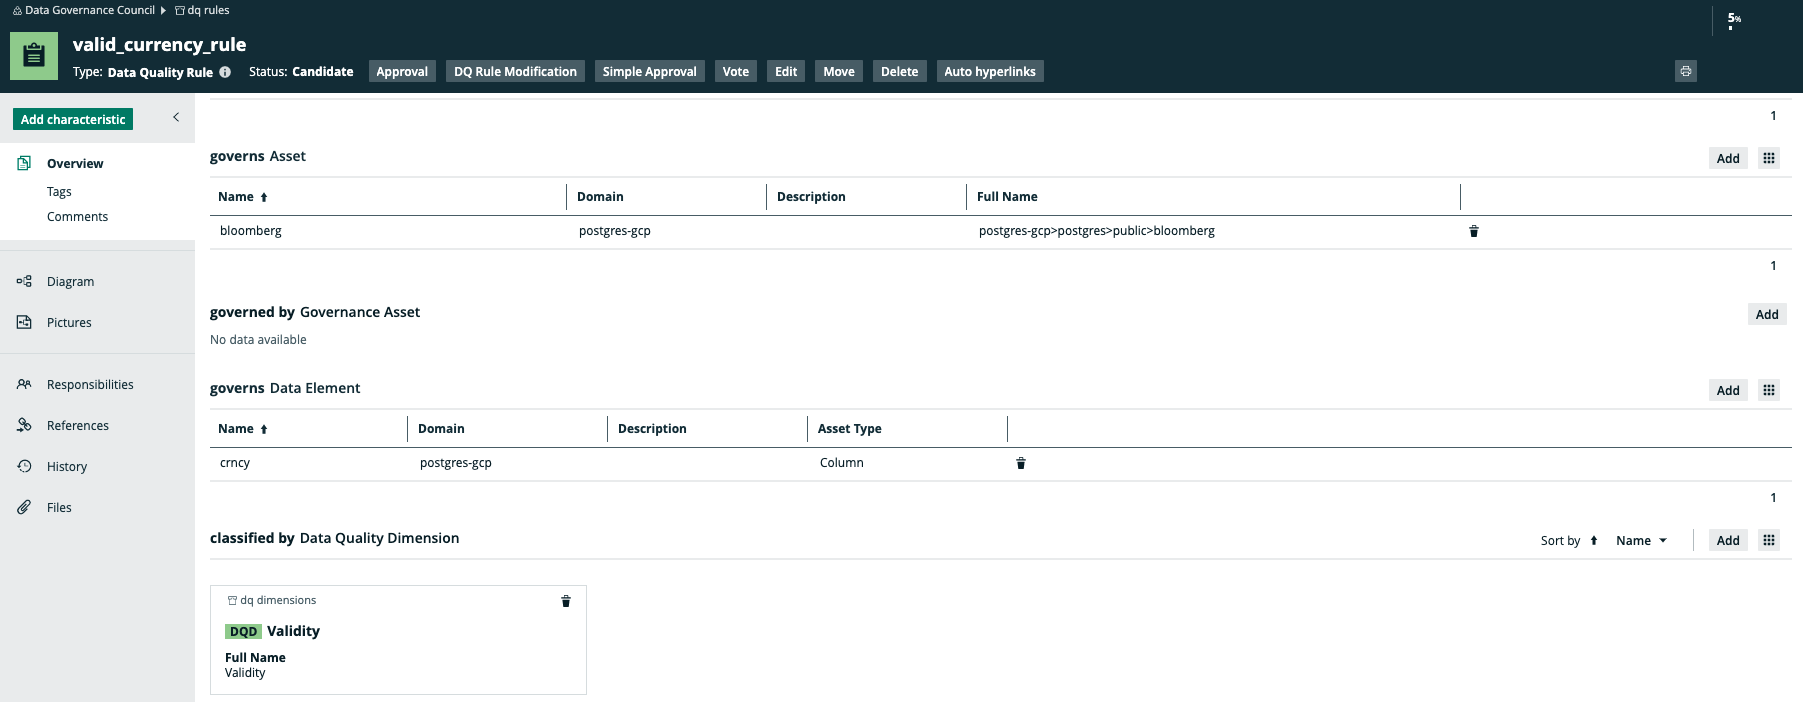 Data Governance Council dq rules
5%
valid_currency_rule
Type: Data Quality Rule Status: Candidate Approval DQ Rule Modification Simple Approval Vote Edit Move Delete Auto hyperlinks
Add characteristic
Overview
Tags
Comments
Diagram
Pictures
Responsibilities
References
History
Files
1
governs Asset Add
Name Domain Description Full Name
bloomberg postgres-gcp postgres-gcp>postgres>public>bloomberg
1
governed by Governance Asset Add
No data available
governs Data Element Add
Name Domain Description Asset Type
crncy postgres-gcp Column
1
classified by Data Quality Dimension Sort by Name Add
dq dimensions
DQD Validity
Full Name
Validity